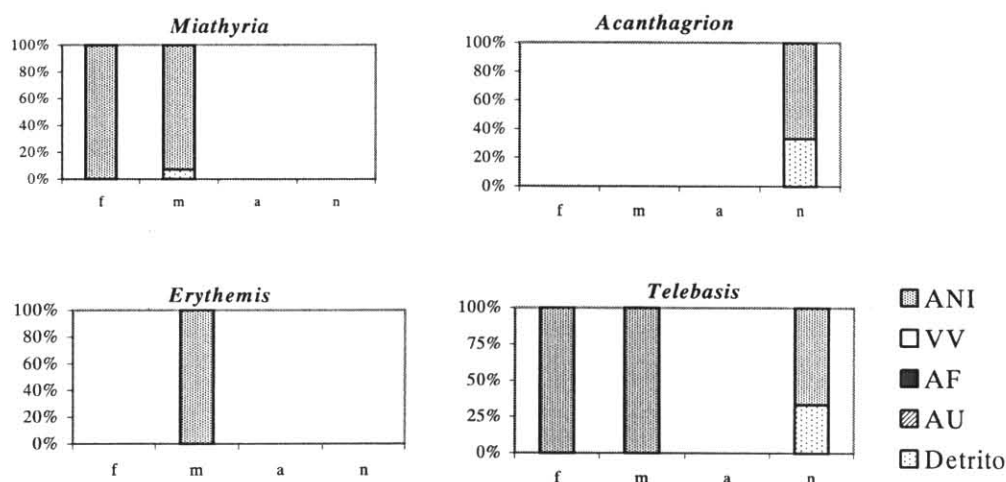 Miathyria
100%
80%
60%
40%
20%
0%
f m a n
Acanthagrion
100%
80%
60%
40%
20%
0%
f m a n
Erythemis
100%
80%
60%
40%
20%
0%
f m a n
Telebasis
100%
75%
50%
25%
0%
f m a n
ANI
VV
AF
AU
Detrito